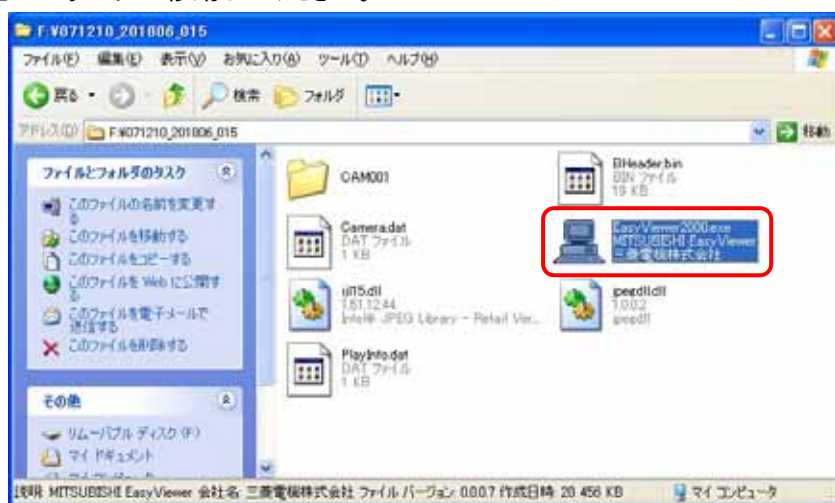 F:¥071210_201806_015
ファイル(F) 編集(E) 表示(V) お気に入り(A) ツール(T) ヘルプ(H)
戻る 検索 フォルダ
アドレス(D) F:¥071210_201806_015 移動
ファイルとフォルダのタスク
このファイルの名前を変更する
このファイルを移動する
このファイルをコピーする
このファイルを Web に公開する
このファイルを電子メールで
送信する
このファイルを削除する
その他
リムーバブル ディスク (F:)
マイ ドキュメント
CAM001
BHeader.bin
BIN ファイル
19 KB
Camera.dat
DAT ファイル
1 KB
EasyViewer2000.exe
MITSUBISHI EasyViewer
三菱電機株式会社
ijl15.dll
1.51.12.44
Intel® JPEG Library - Retail Ver...
jpegdll.dll
1.0.0.2
jpegdll
PlayInfo.dat
DAT ファイル
1 KB
説明: MITSUBISHI EasyViewer 会社名: 三菱電機株式会社 ファイル バージョン: 0.0.0.7 作成日時: 20 456 KB マイ コンピュータ